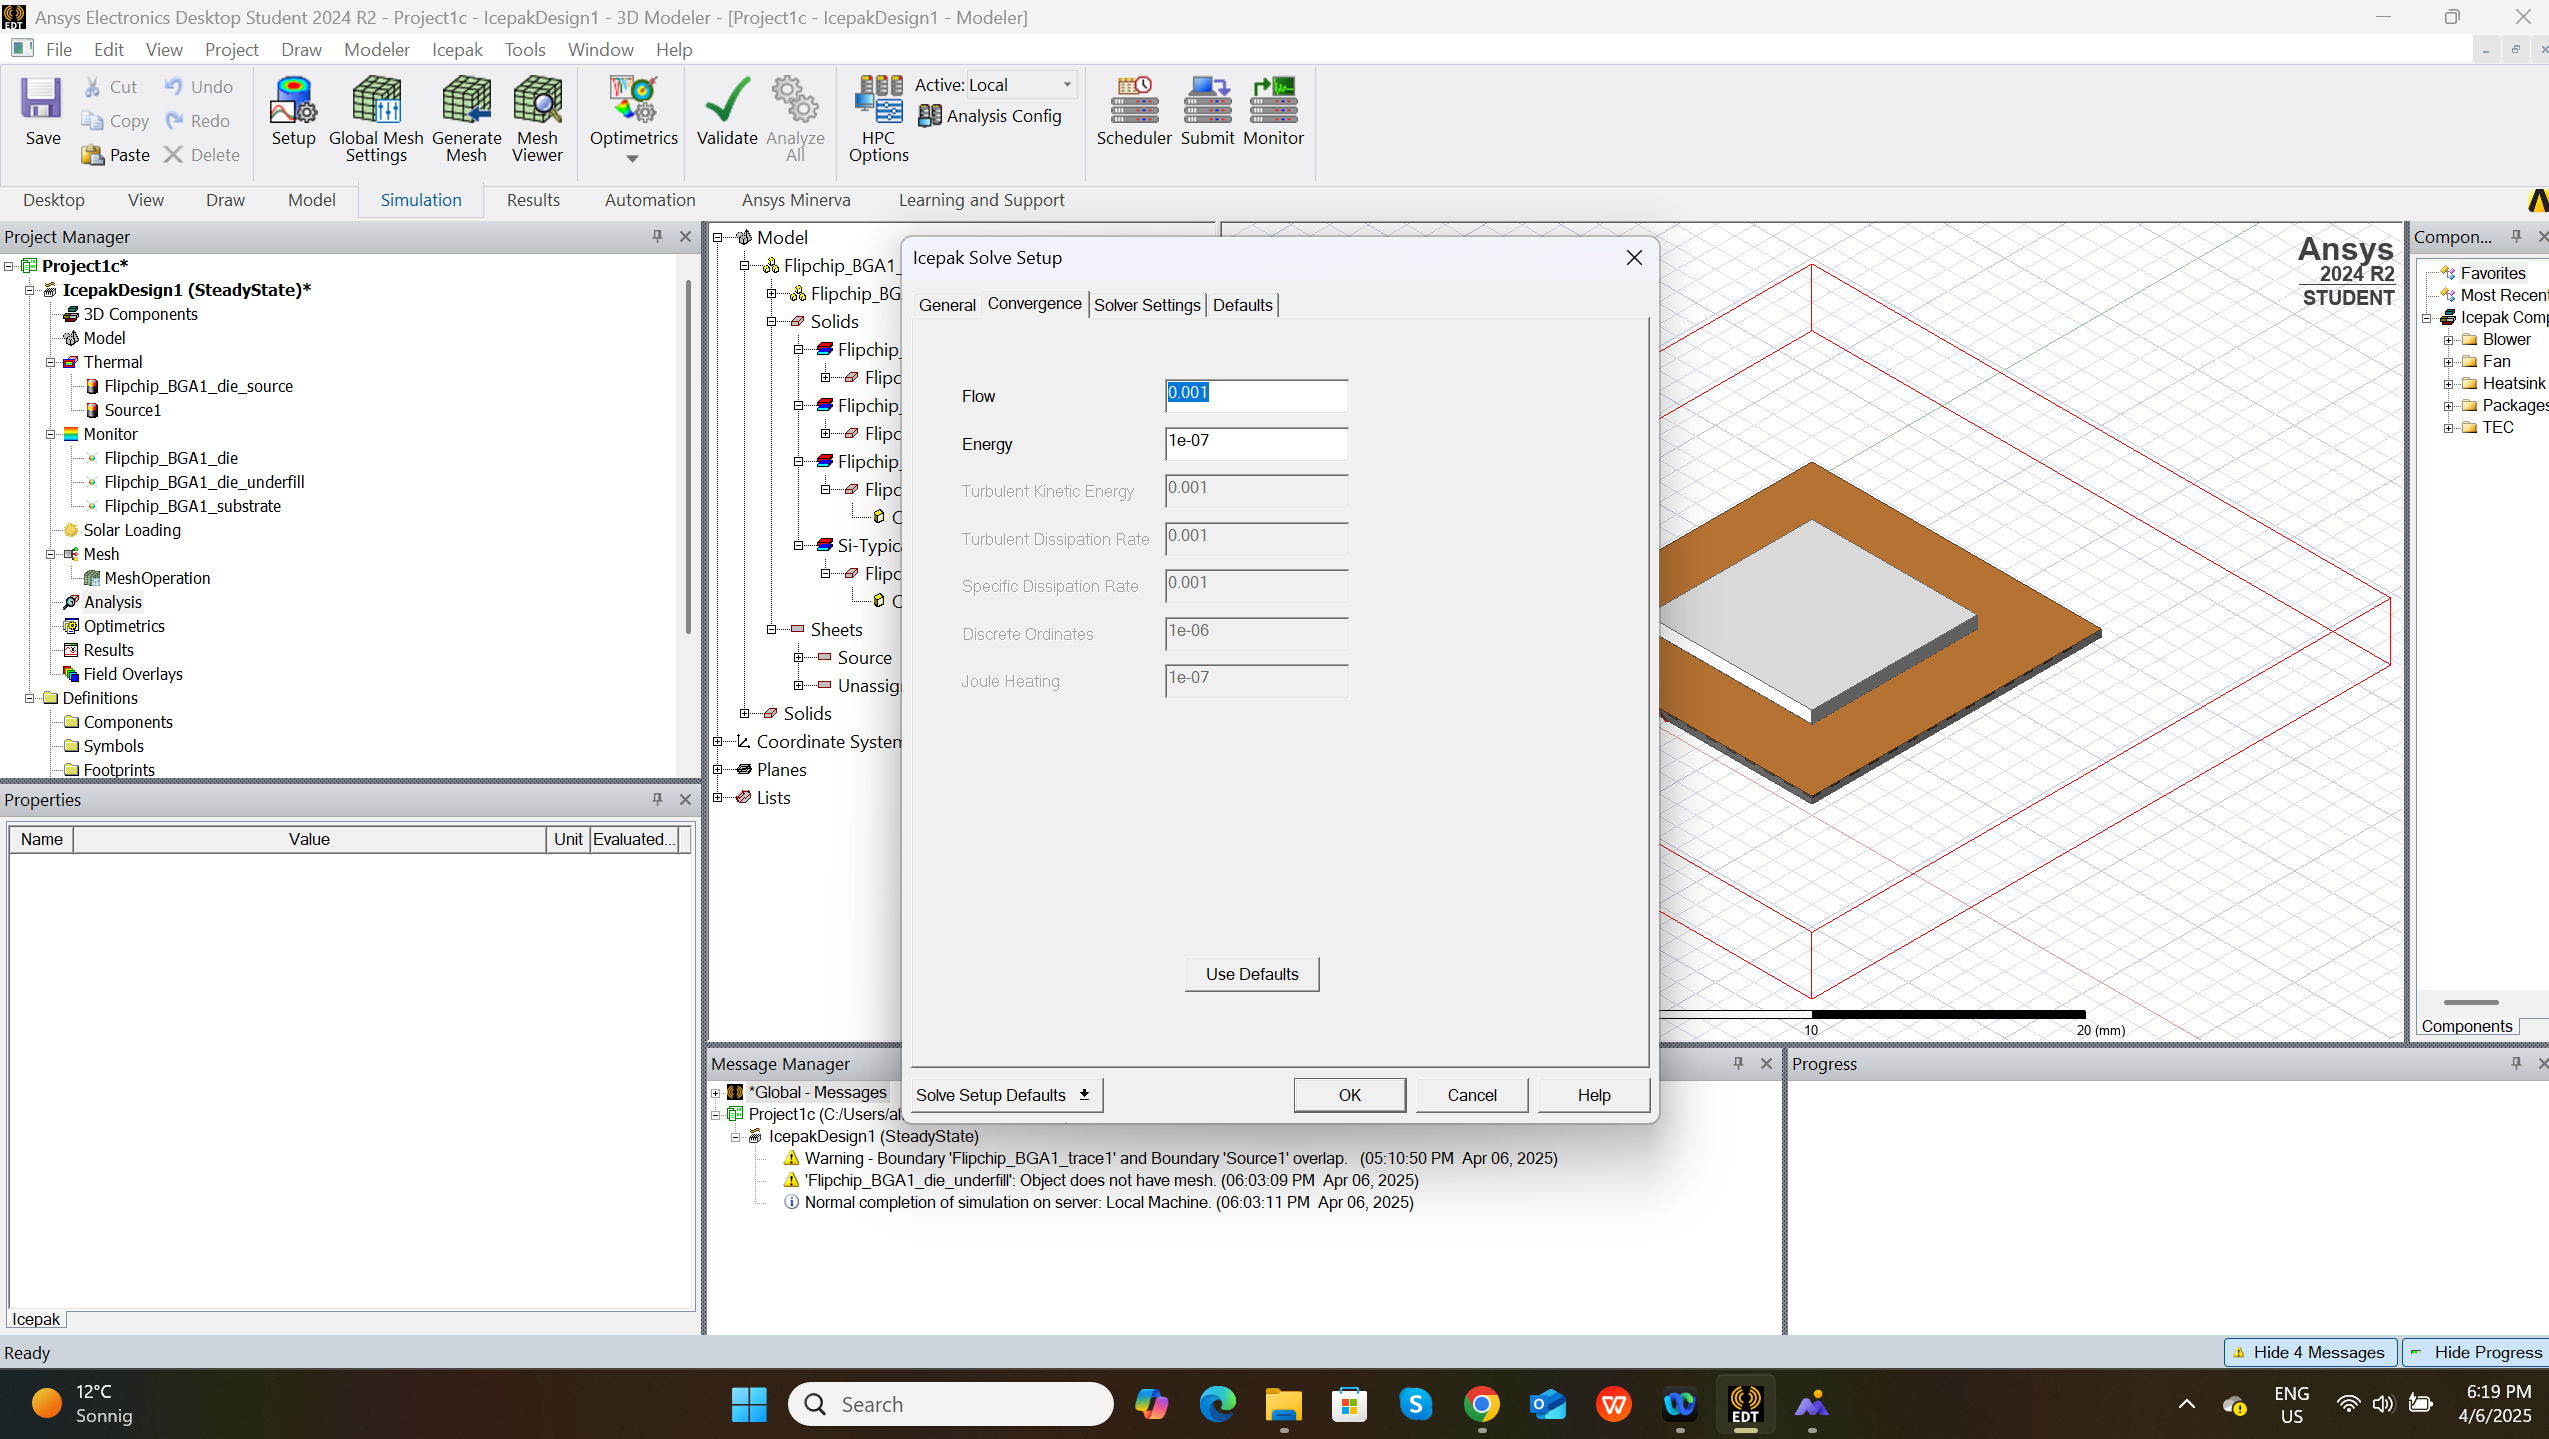 Ansys Electronics Desktop Student 2024 R2 - Project1c - IcepakDesign1 - 3D Modeler - [Project1c - IcepakDesign1 - Modeler]
File Edit View Project Draw Modeler Icepak Tools Window Help
Save
Cut
Copy
Paste
Undo
Redo
Delete
Setup
Global Mesh Settings
Generate Mesh
Mesh Viewer
Optimetrics
Validate
Analyze All
HPC Options
Active: Local
Analysis Config
Scheduler
Submit
Monitor
Desktop View Draw Model Simulation Results Automation Ansys Minerva Learning and Support
Project Manager
Project1c*
IcepakDesign1 (SteadyState)*
3D Components
Model
Thermal
Flipchip_BGA1_die_source
Source1
Monitor
Flipchip_BGA1_die
Flipchip_BGA1_die_underfill
Flipchip_BGA1_substrate
Solar Loading
Mesh
MeshOperation
Analysis
Optimetrics
Results
Field Overlays
Definitions
Components
Symbols
Footprints
Properties
Name Value Unit Evaluated...
Icepak
Model
Flipchip_BGA1_
Flipchip_BG
Solids
Flipchip_
Flipc
Flipchip_
Flipc
Flipchip_
Flipc
C
Si-Typica
Flipc
C
Sheets
Source
Unassig
Solids
Coordinate System
Planes
Lists
Icepak Solve Setup
General Convergence Solver Settings Defaults
Flow 0.001
Energy 1e-07
Turbulent Kinetic Energy 0.001
Turbulent Dissipation Rate 0.001
Specific Dissipation Rate 0.001
Discrete Ordinates 1e-06
Joule Heating 1e-07
Use Defaults
Solve Setup Defaults
OK
Cancel
Help
Ansys
2024 R2
STUDENT
10
20 (mm)
Compon...
Favorites
Most Recen
Icepak Comp
Blower
Fan
Heatsink
Packages
TEC
Components
Message Manager
*Global - Messages
Project1c (C:/Users/al
IcepakDesign1 (SteadyState)
Warning - Boundary 'Flipchip_BGA1_trace1' and Boundary 'Source1' overlap. (05:10:50 PM Apr 06, 2025)
'Flipchip_BGA1_die_underfill': Object does not have mesh. (06:03:09 PM Apr 06, 2025)
Normal completion of simulation on server: Local Machine. (06:03:11 PM Apr 06, 2025)
Progress
Ready
Hide 4 Messages
Hide Progress
12°C
Sonnig
Search
EDT
ENG
US
6:19 PM
4/6/2025